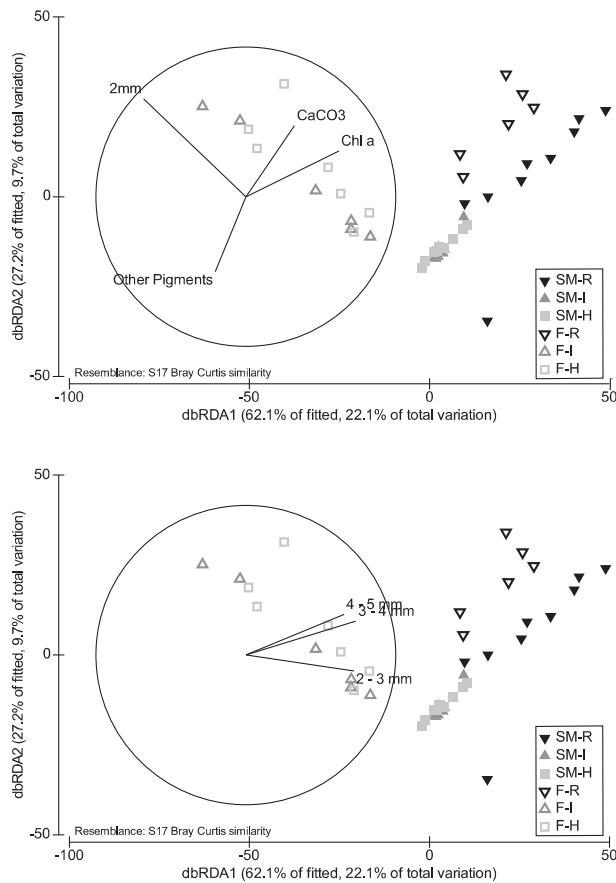 50
0
-50
dbRDA2 (27.2% of fitted, 9.7% of total variation)
2mm
CaCO3
Chl a
Other Pigments
Resemblance: S17 Bray Curtis similarity
SM-R
SM-I
SM-H
F-R
F-I
F-H
-100
-50
0
50
dbRDA1 (62.1% of fitted, 22.1% of total variation)
50
0
-50
dbRDA2 (27.2% of fitted, 9.7% of total variation)
4 - 5 mm
3 - 4 mm
2 - 3 mm
Resemblance: S17 Bray Curtis similarity
SM-R
SM-I
SM-H
F-R
F-I
F-H
-100
-50
0
50
dbRDA1 (62.1% of fitted, 22.1% of total variation)